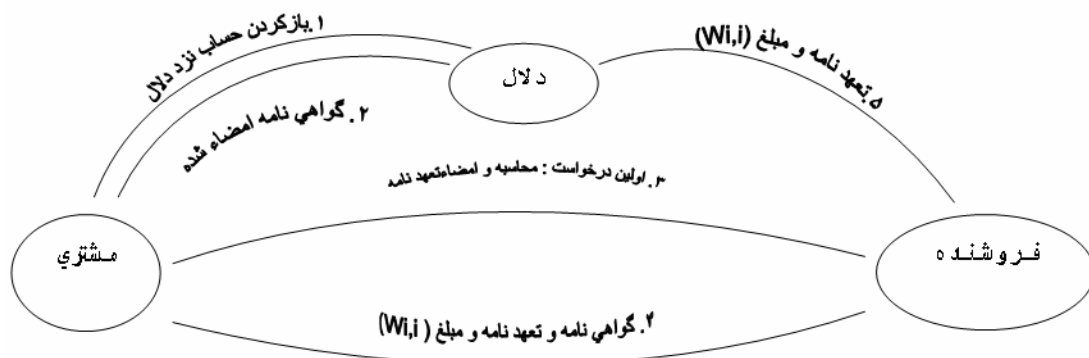 ۱.بازکردن حساب نزد دلال
۲. گواهي نامه امضاء شده
دلال
۵.تعهد نامه و مبلغ (Wi,i)
۳. اولین درخواست : محاسبه و امضاءتعهد نامه
مشتري
فروشنده
۴. گواهي نامه و تعهد نامه و مبلغ ( Wi,i)